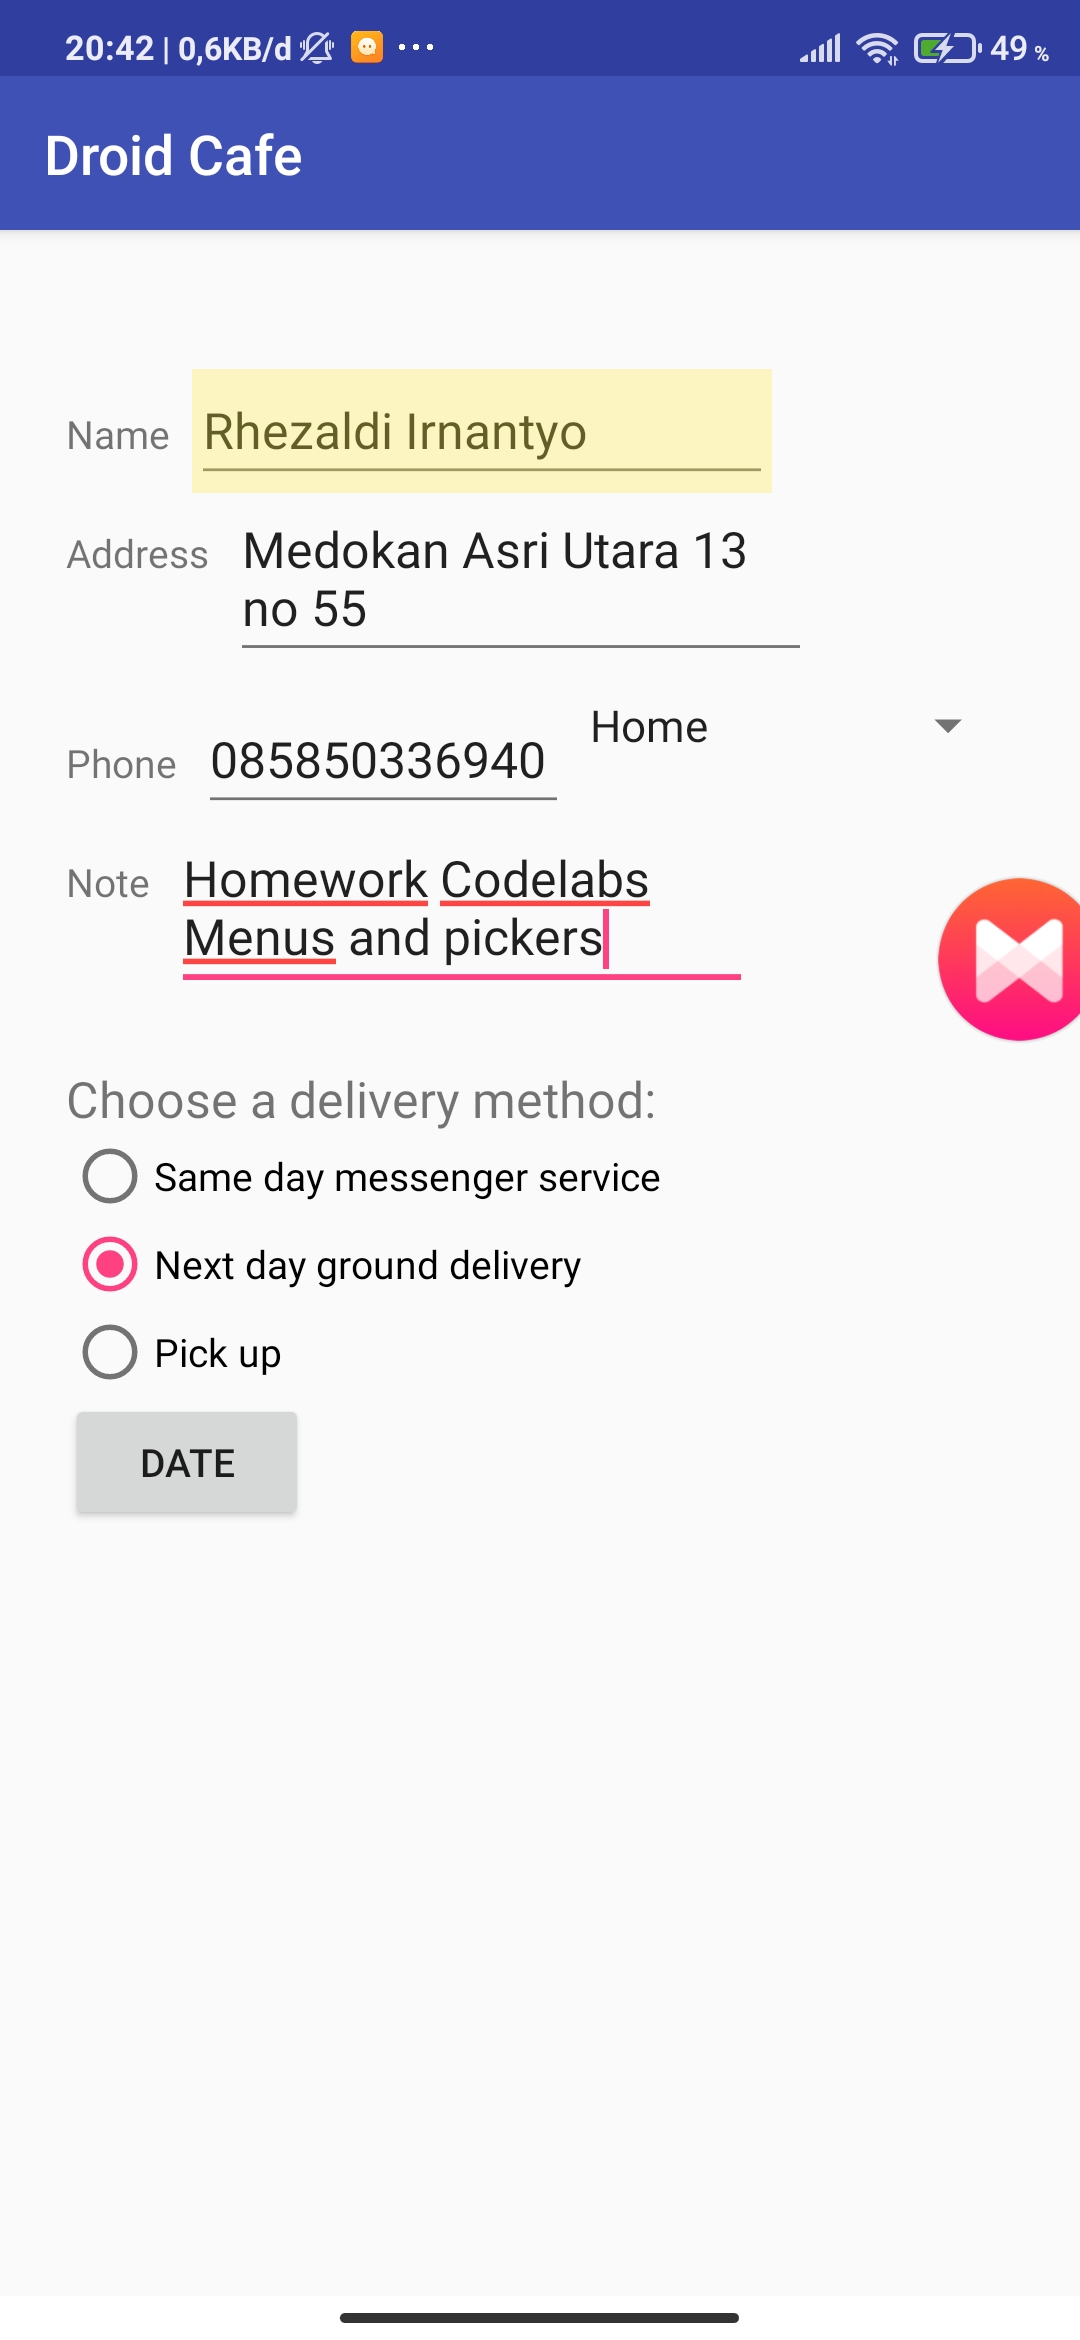 20:42 | 0,6KB/d ... 49 %
Droid Cafe
Name Rhezaldi Irnantyo
Address Medokan Asri Utara 13
no 55
Home
Phone 085850336940
Note Homework Codelabs
Menus and pickers
Choose a delivery method:
Same day messenger service
Next day ground delivery
Pick up
DATE